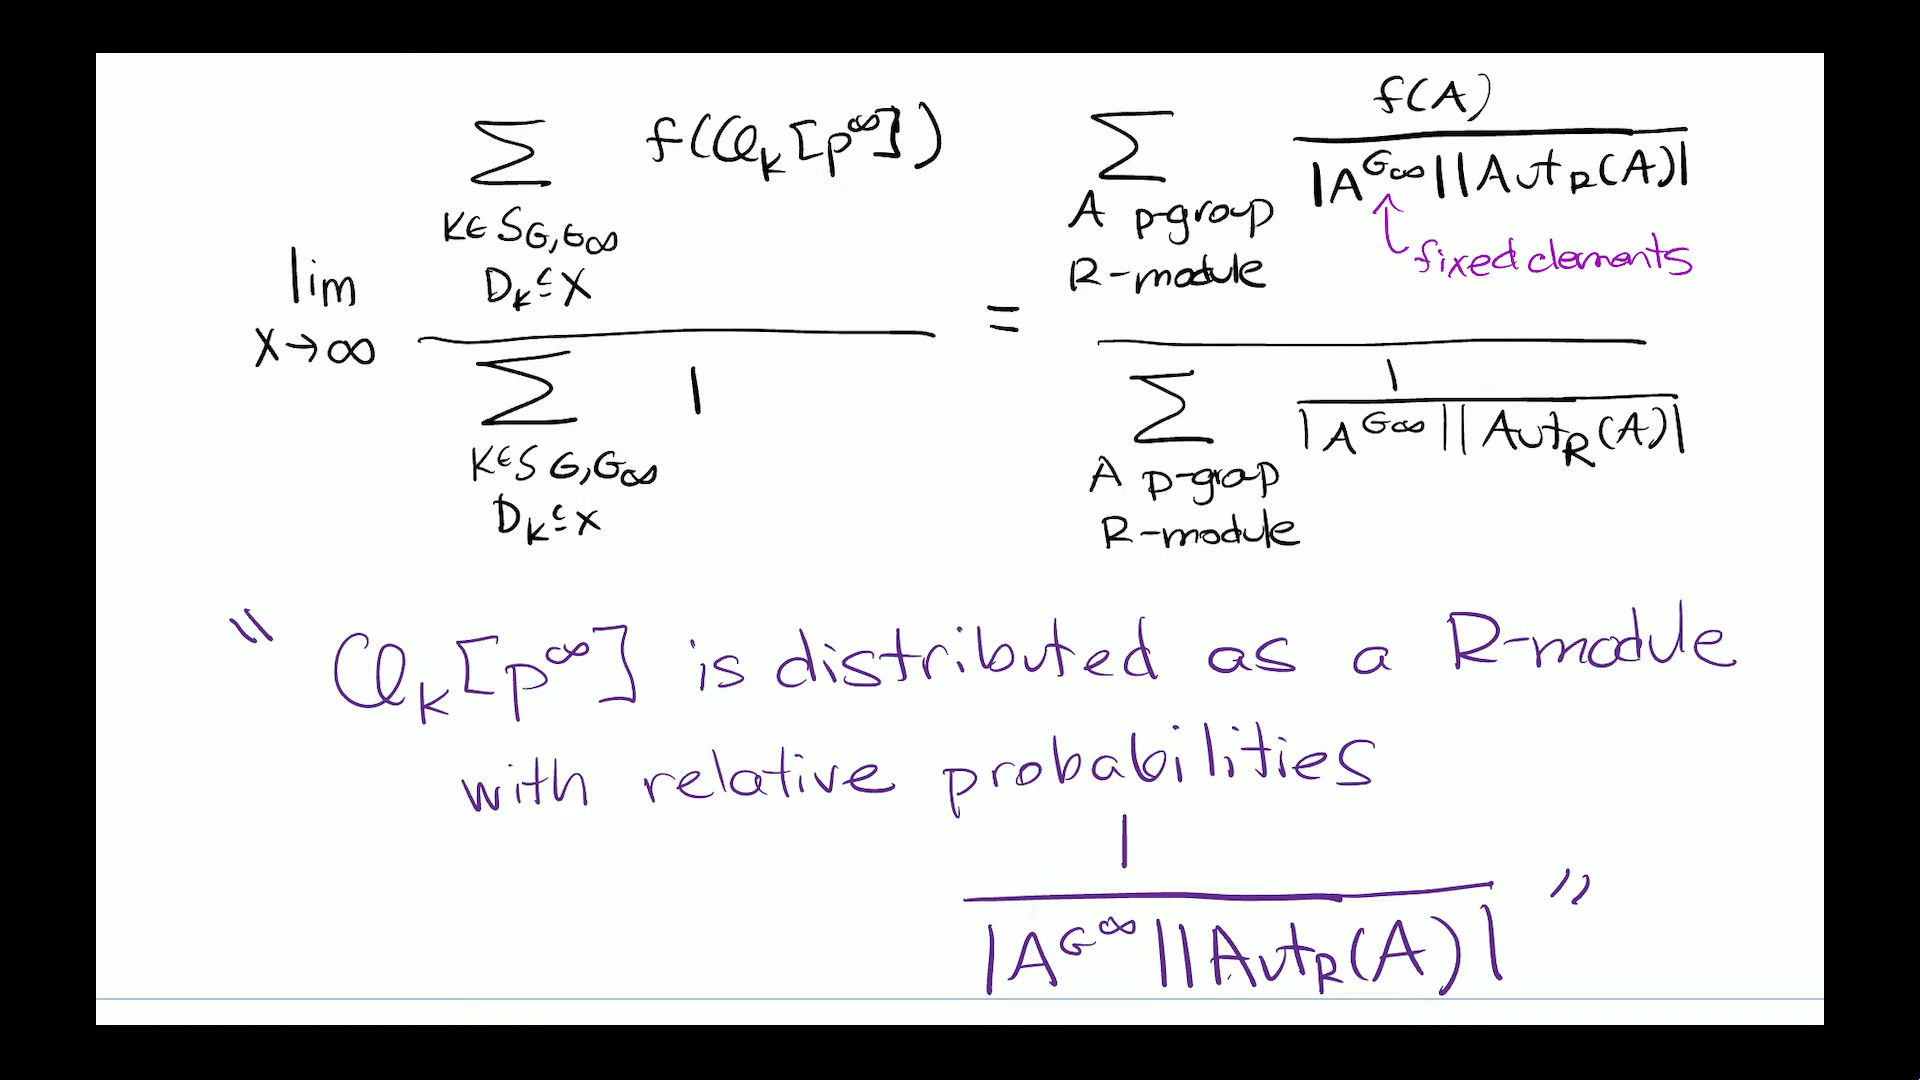 lim X→∞ ∑ K∈S_{G,G∞} D_K≤X f(Cl_K[p^∞]) / ∑ K∈S_{G,G∞} D_K≤X 1 = ∑ A p-group R-module f(A) / |A^{G∞}||Aut_R(A)| / ∑ A p-group R-module 1 / |A^{G∞}||Aut_R(A)|
↑ fixed elements
"Cl_K[p^∞] is distributed as a R-module
with relative probabilities
1 / |A^{G∞}||Aut_R(A)| "